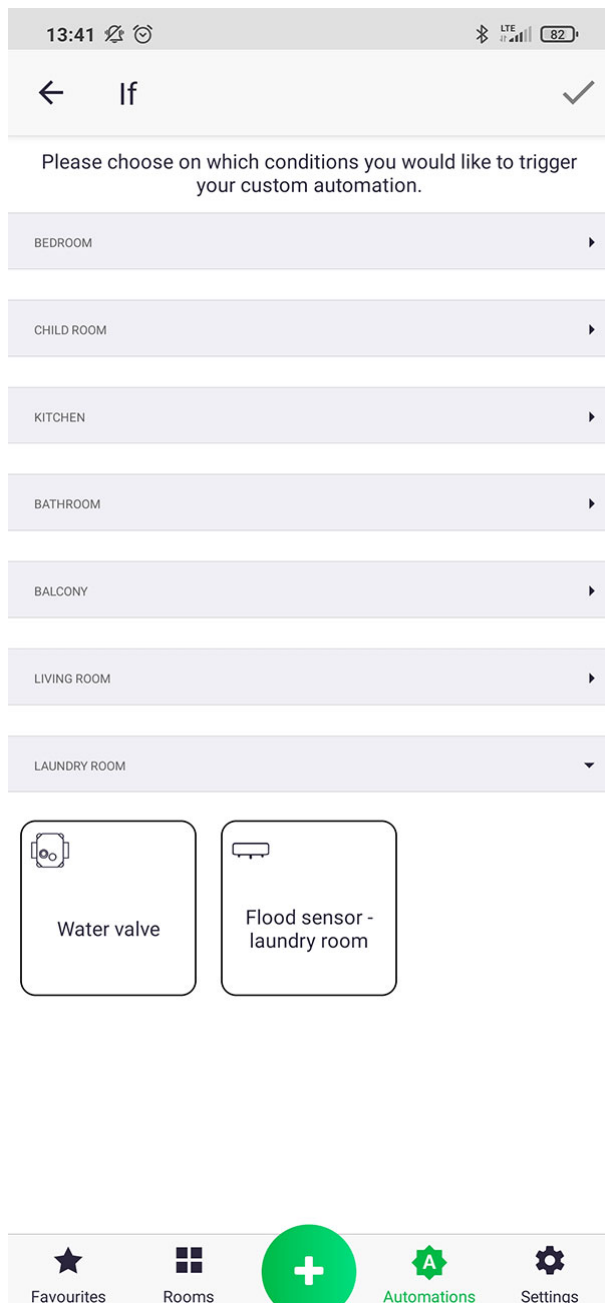 13:41
LTE
82
If
Please choose on which conditions you would like to trigger
your custom automation.
BEDROOM
CHILD ROOM
KITCHEN
BATHROOM
BALCONY
LIVING ROOM
LAUNDRY ROOM
Water valve
Flood sensor -
laundry room
A
Favourites
Rooms
Automations
Settings